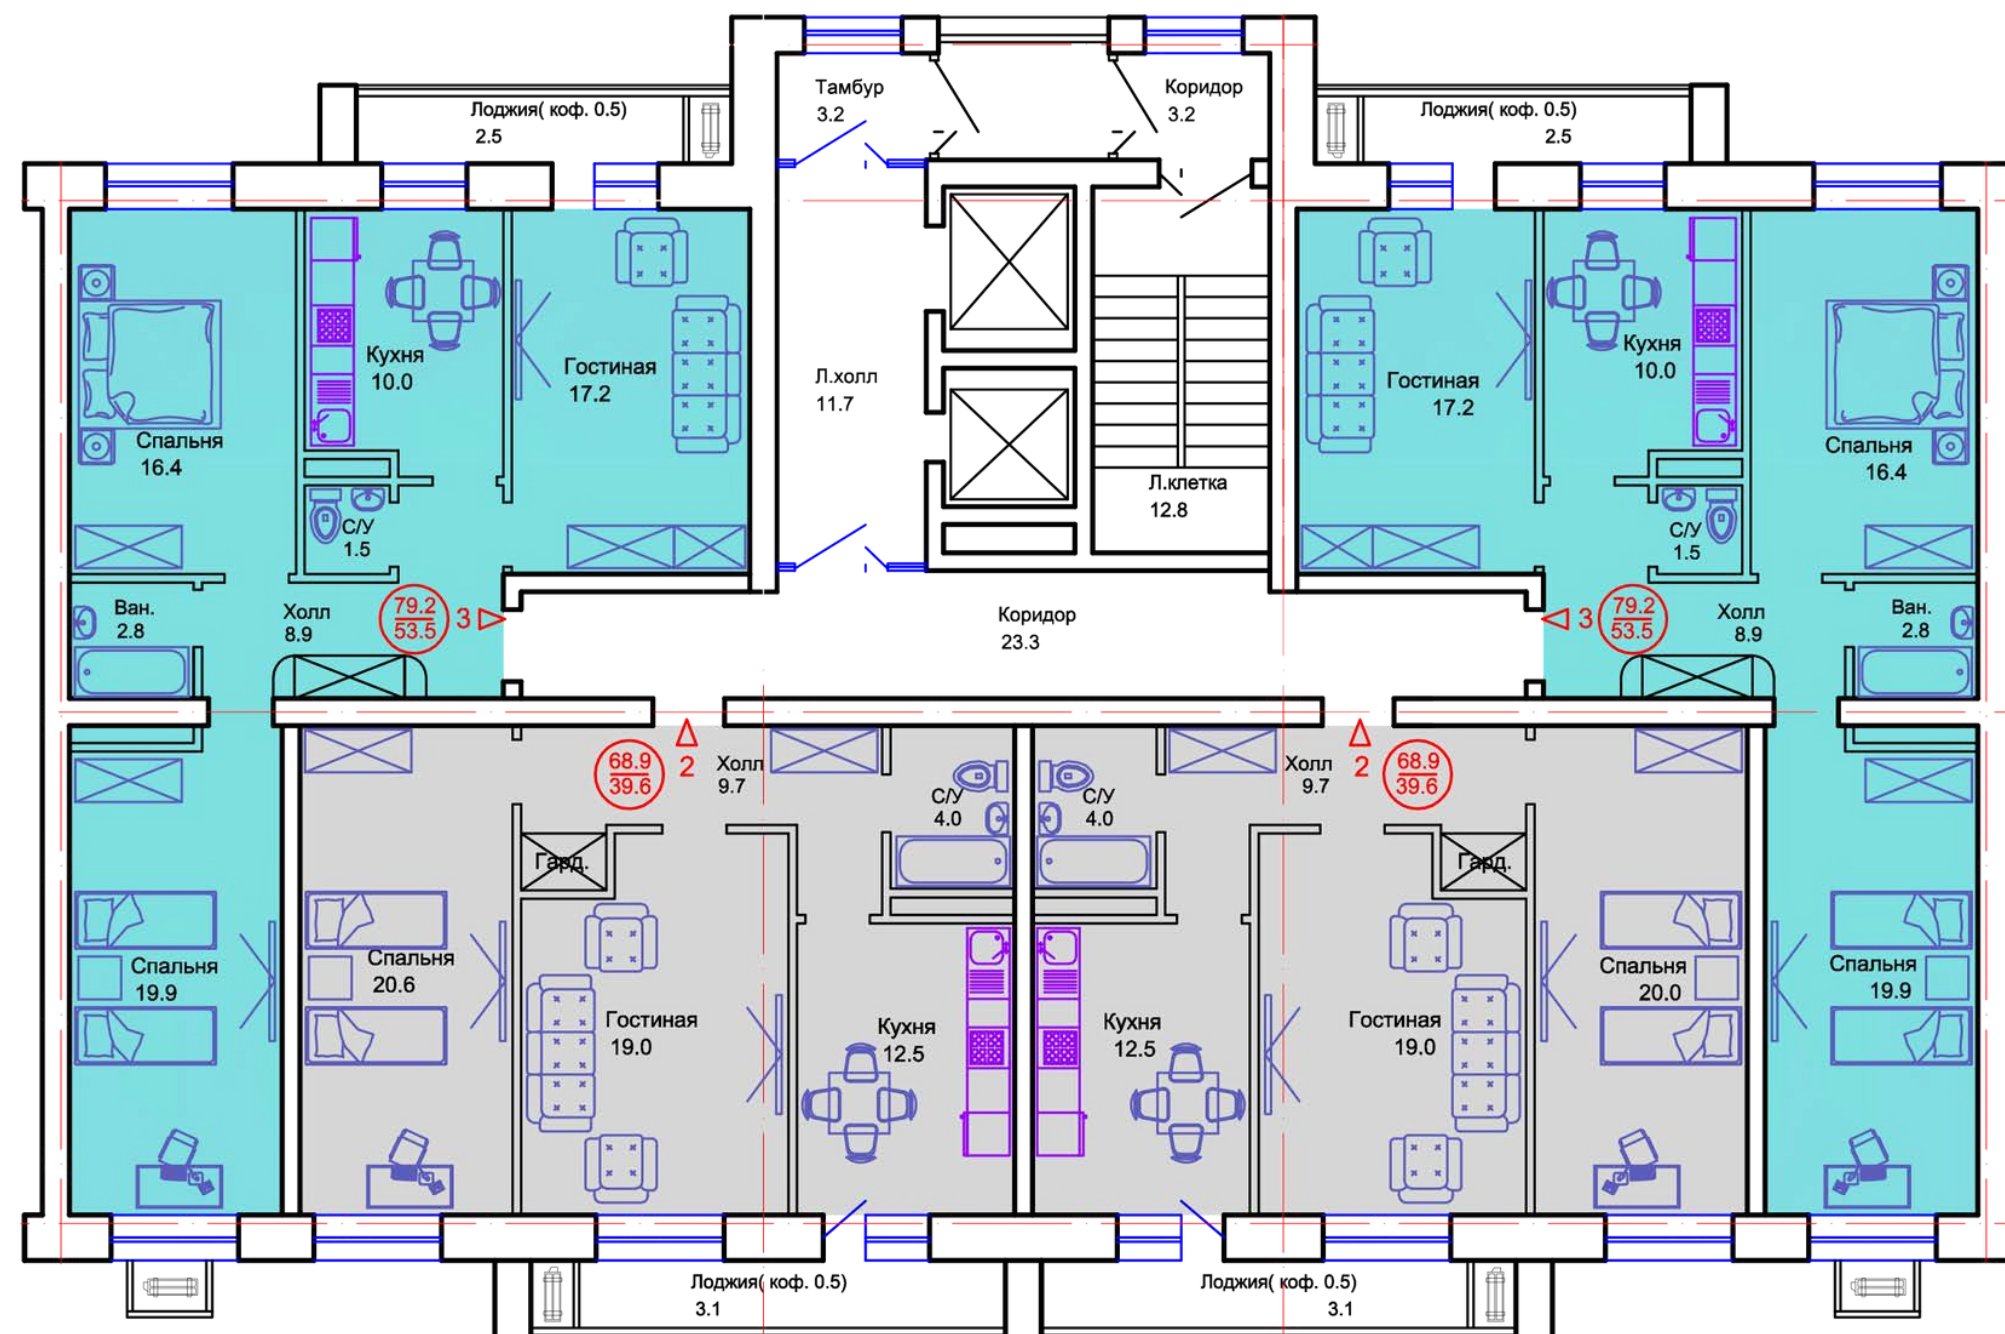 Тамбур
3.2
Коридор
3.2
Лоджия( коф. 0.5)
2.5
Лоджия( коф. 0.5)
2.5
Кухня
10.0
Гостиная
17.2
Л.холл
11.7
Гостиная
17.2
Кухня
10.0
Спальня
16.4
Спальня
16.4
Л.клетка
12.8
С/У
1.5
С/У
1.5
Ван.
2.8
Холл
8.9
79.2
53.5
3
Коридор
23.3
3
79.2
53.5
Холл
8.9
Ван.
2.8
68.9
39.6
2
Холл
9.7
С/У
4.0
С/У
4.0
Холл
9.7
2
68.9
39.6
Гард.
Гард.
Спальня
19.9
Спальня
20.6
Гостиная
19.0
Кухня
12.5
Кухня
12.5
Гостиная
19.0
Спальня
20.0
Спальня
19.9
Лоджия( коф. 0.5)
3.1
Лоджия( коф. 0.5)
3.1